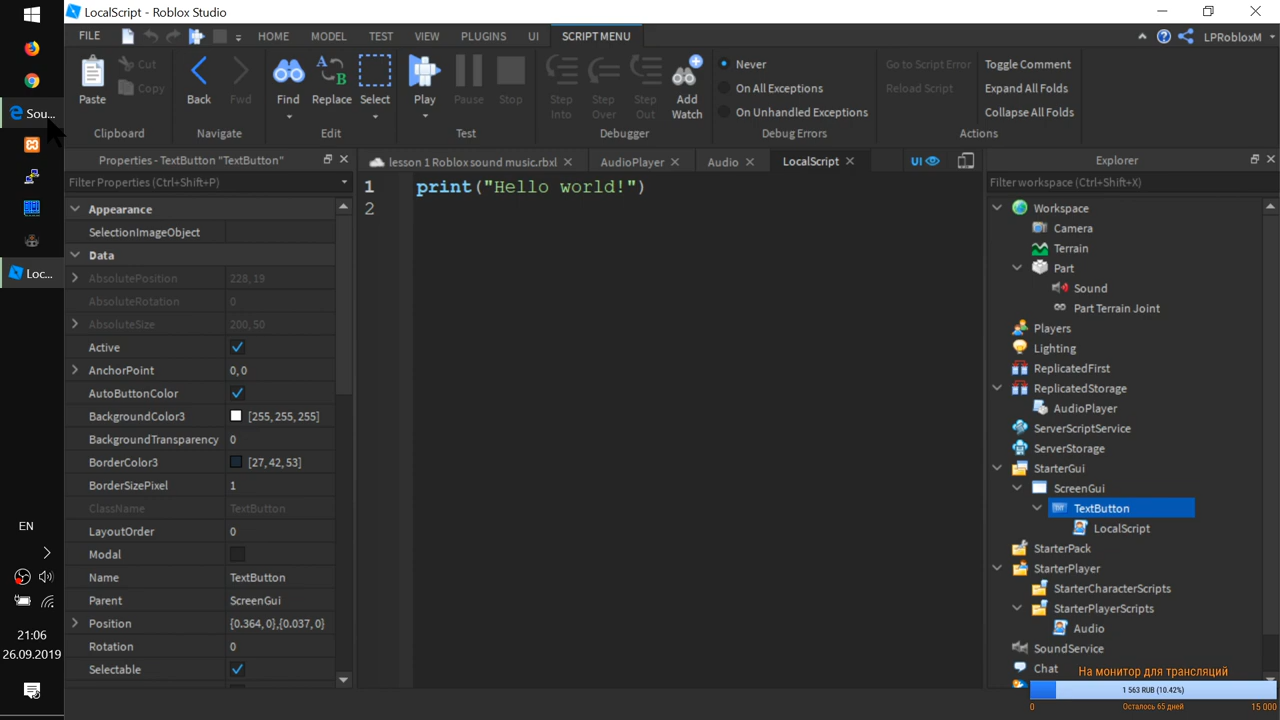 LocalScript - Roblox Studio
FILE
HOME
MODEL
TEST
VIEW
PLUGINS
UI
SCRIPT MENU
LPRobloxM
Paste
Cut
Copy
Clipboard
Back
Fwd
Navigate
Find
Replace
Select
Edit
Play
Pause
Stop
Test
Step Into
Step Over
Step Out
Add Watch
Debugger
Never
On All Exceptions
On Unhandled Exceptions
Debug Errors
Go to Script Error
Reload Script
Toggle Comment
Expand All Folds
Collapse All Folds
Actions
Sou...
Loc...
EN
21:06
26.09.2019
Properties - TextButton "TextButton"
Filter Properties (Ctrl+Shift+P)
Appearance
SelectionImageObject
Data
AbsolutePosition 228, 19
AbsoluteRotation 0
AbsoluteSize 200, 50
Active
AnchorPoint 0, 0
AutoButtonColor
BackgroundColor3 [255, 255, 255]
BackgroundTransparency 0
BorderColor3 [27, 42, 53]
BorderSizePixel 1
ClassName TextButton
LayoutOrder 0
Modal
Name TextButton
Parent ScreenGui
Position {0.364, 0},{0.037, 0}
Rotation 0
Selectable
lesson 1 Roblox sound music.rbxl
AudioPlayer
Audio
LocalScript
UI
1 print("Hello world!")
2
Explorer
Filter workspace (Ctrl+Shift+X)
Workspace
Camera
Terrain
Part
Sound
Part Terrain Joint
Players
Lighting
ReplicatedFirst
ReplicatedStorage
AudioPlayer
ServerScriptService
ServerStorage
StarterGui
ScreenGui
TextButton
LocalScript
StarterPack
StarterPlayer
StarterCharacterScripts
StarterPlayerScripts
Audio
SoundService
Chat
На монитор для трансляций
1 563 RUB (10.42%)
0 Осталось 65 дней 15 000